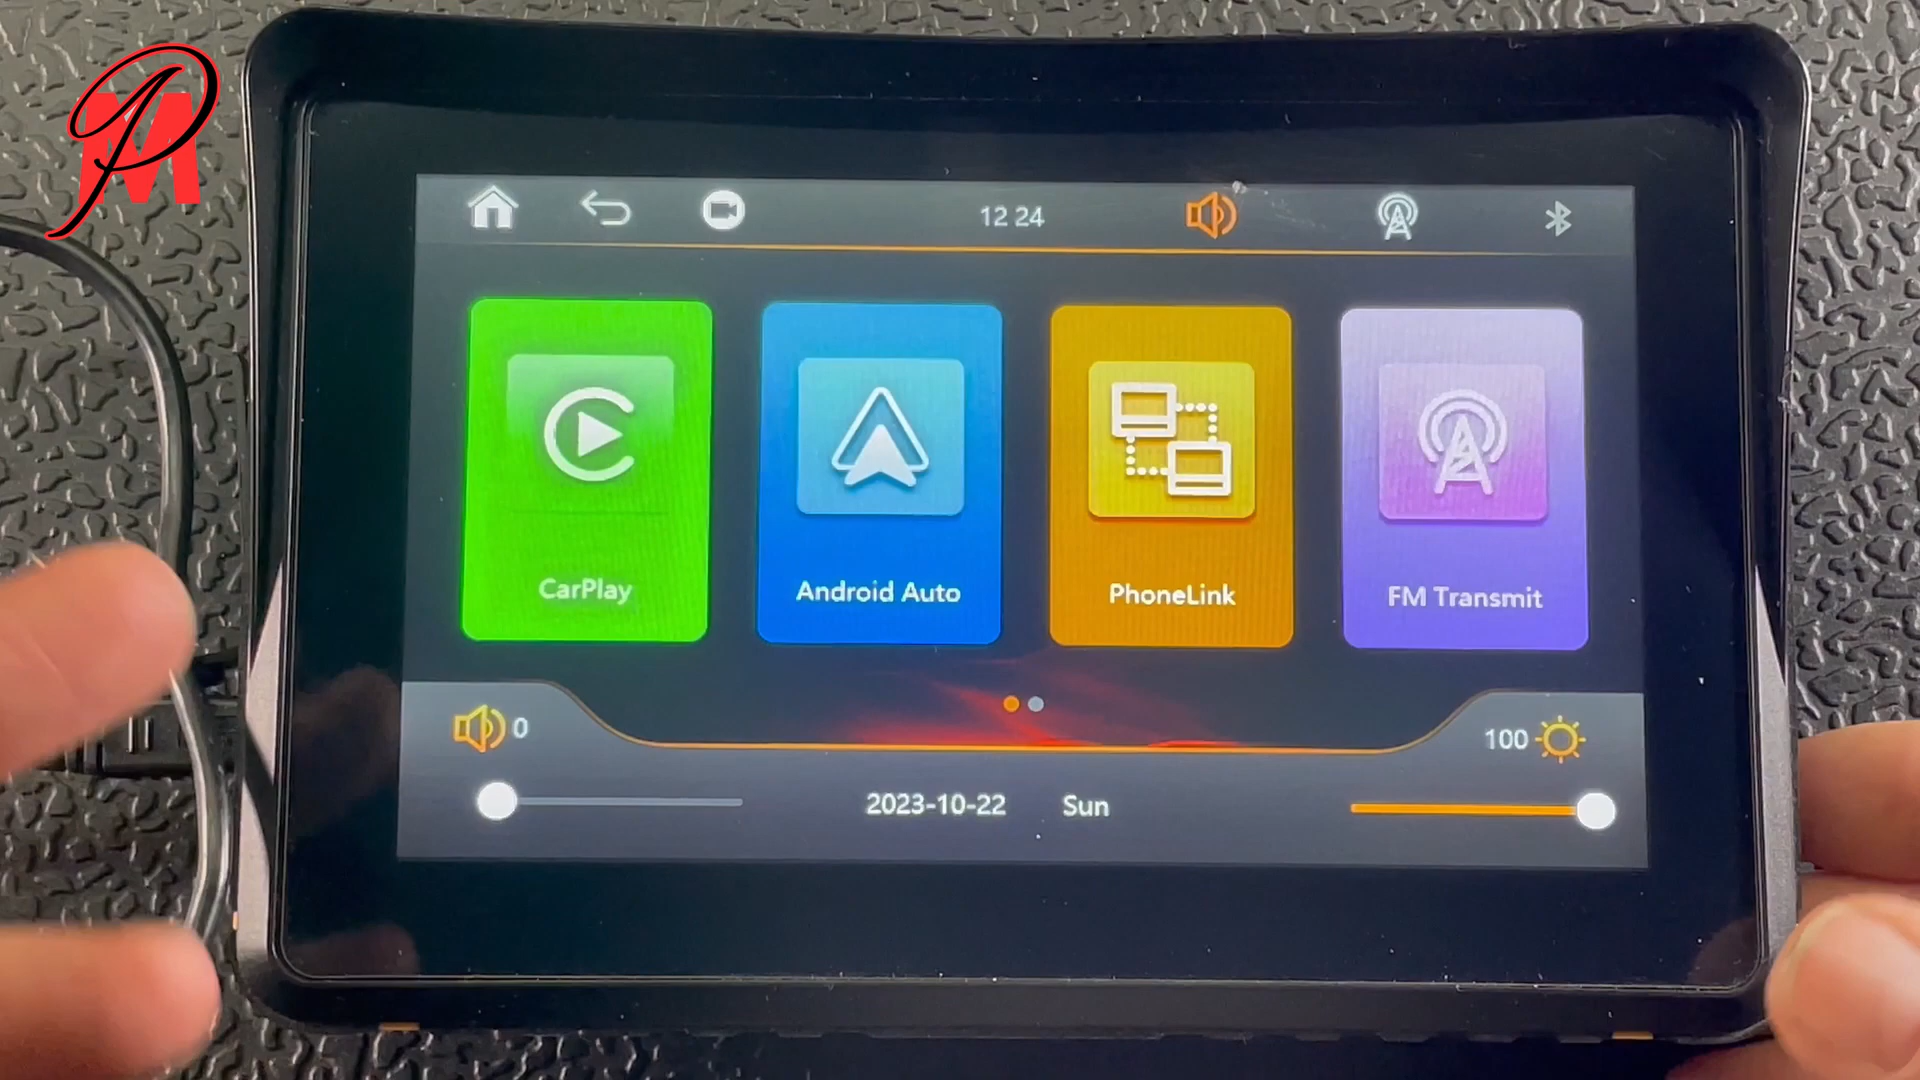 12 24
CarPlay
Android Auto
PhoneLink
FM Transmit
0
100
2023-10-22 Sun